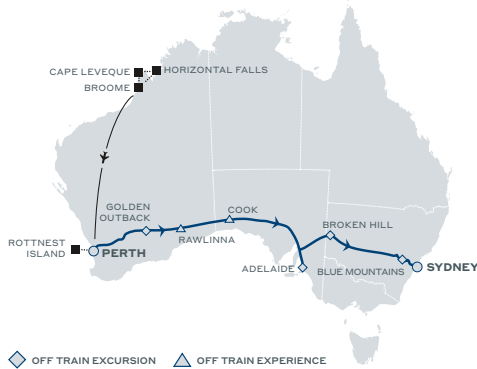 CAPE LEVEQUE
HORIZONTAL FALLS
BROOME
GOLDEN
OUTBACK
COOK
RAWLINNA
BROKEN HILL
ROTTNEST
ISLAND
PERTH
ADELAIDE
BLUE MOUNTAINS
SYDNEY
OFF TRAIN EXCURSION
OFF TRAIN EXPERIENCE